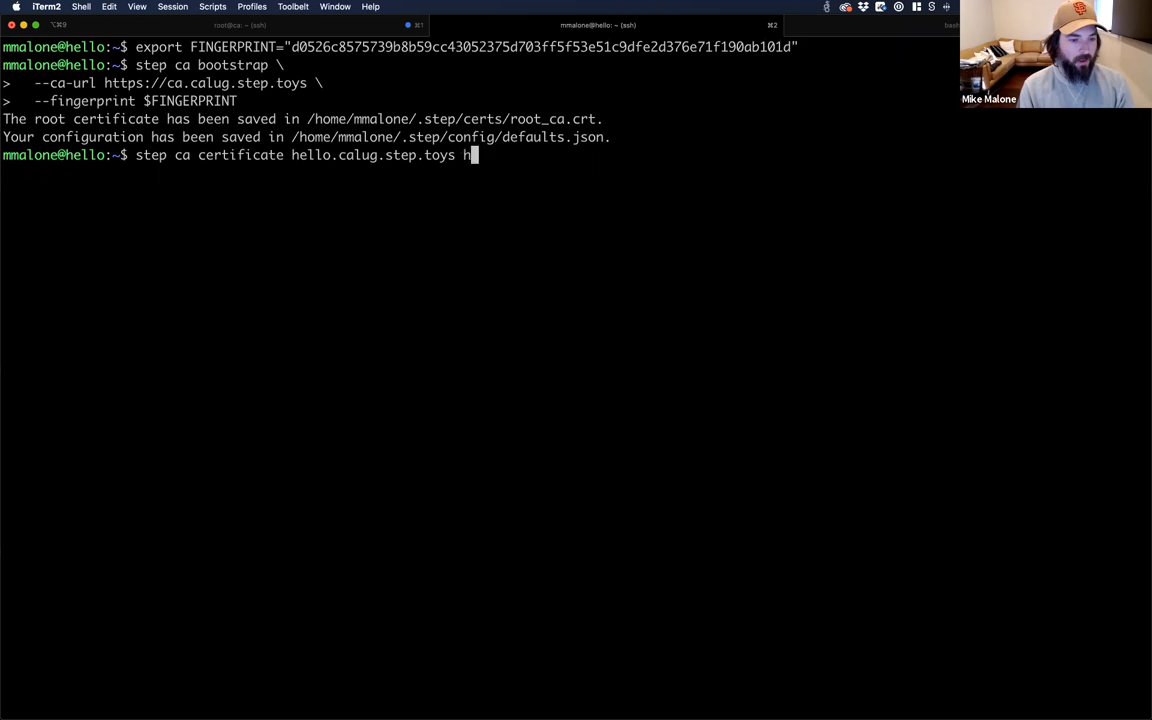 iTerm2 Shell Edit View Session Scripts Profiles Toolbelt Window Help
⌥⌘9 root@ca: ~ (ssh) ⌘1 mmalone@hello: ~ (ssh) ⌘2
mmalone@hello:~$ export FINGERPRINT="d0526c8575739b8b59cc43052375d703ff5f53e51c9dfe2d376e71f190ab101d"
mmalone@hello:~$ step ca bootstrap \
>   --ca-url https://ca.calug.step.toys \
>   --fingerprint $FINGERPRINT
The root certificate has been saved in /home/mmalone/.step/certs/root_ca.crt.
Your configuration has been saved in /home/mmalone/.step/config/defaults.json.
mmalone@hello:~$ step ca certificate hello.calug.step.toys h
Mike Malone